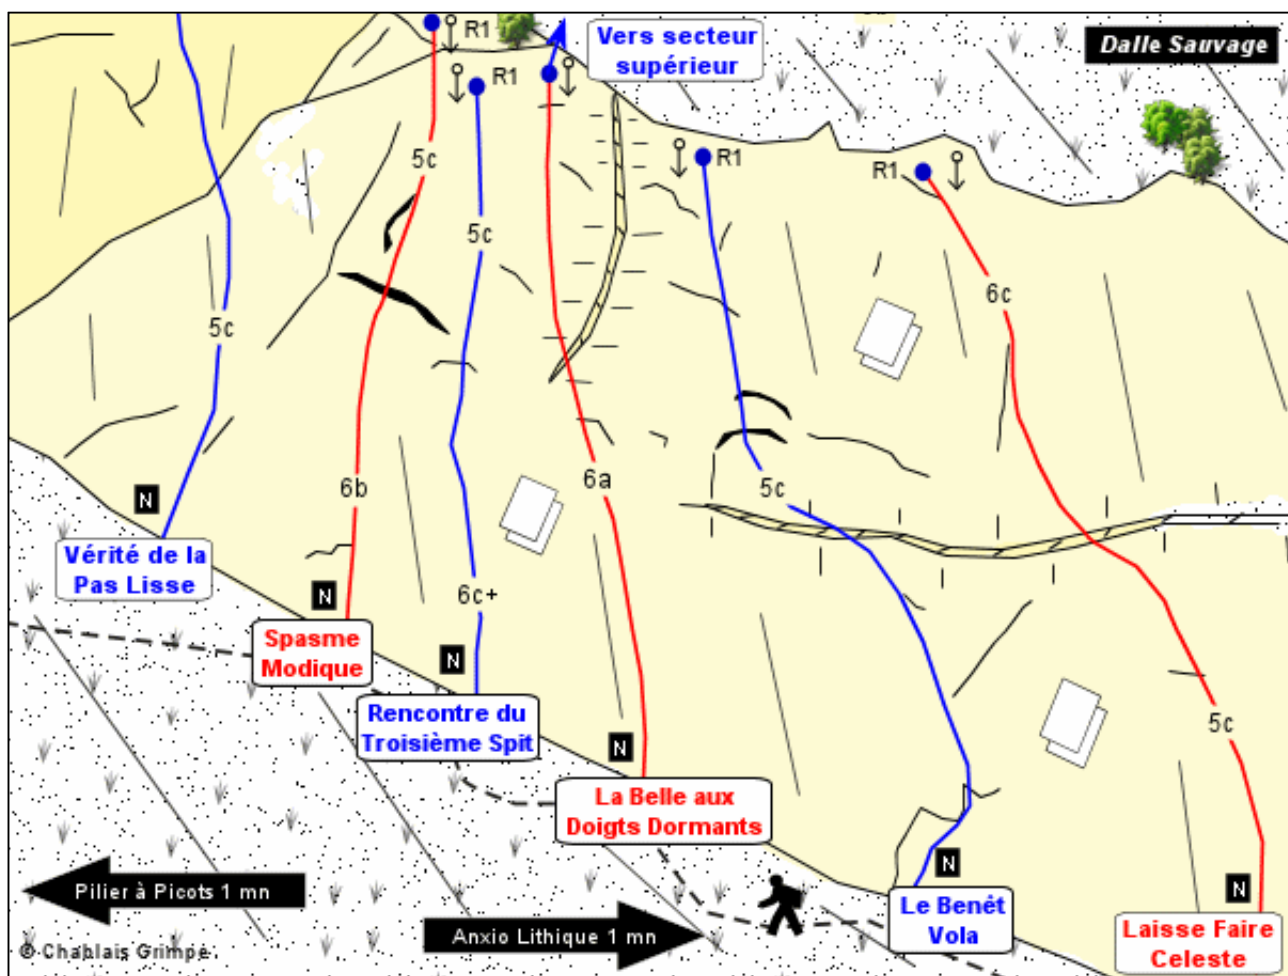 R1
Vers secteur
supérieur
Dalle Sauvage
R1
5c
R1
R1
5c
6c
5c
6b
6a
5c
N
Vérité de la
Pas Lisse
N
6c+
Spasme
Modique
N
Rencontre du
Troisième Spit
N
5c
La Belle aux
Doigts Dormants
N
N
Pilier à Picots 1 mn
Anxio Lithique 1 mn
Le Benêt
Vola
Laisse Faire
Celeste
© Chablais Grimpe